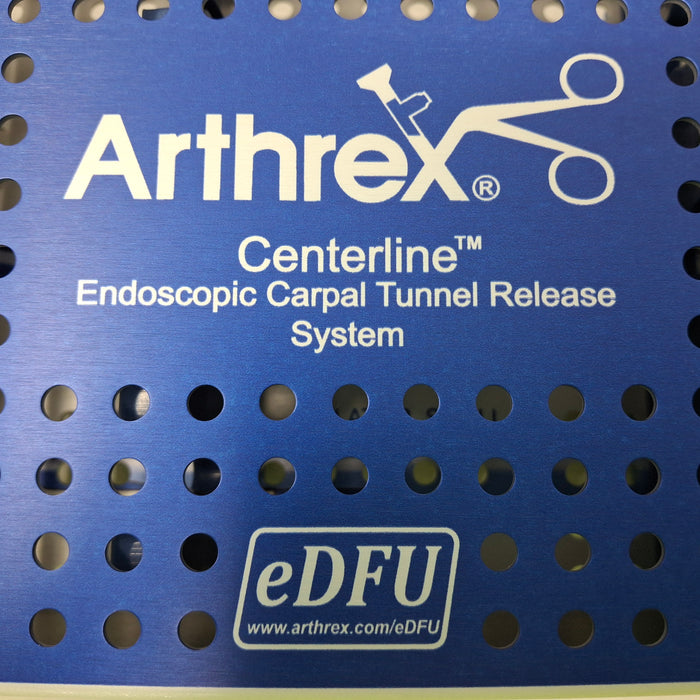 Arthrex®
Centerline™
Endoscopic Carpal Tunnel Release
System
eDFU
www.arthrex.com/eDFU